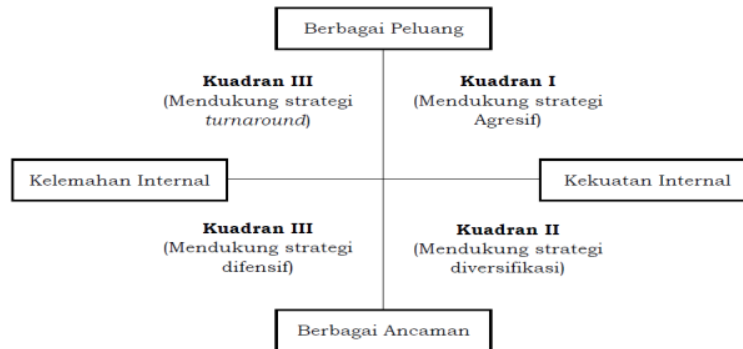 Berbagai Peluang
Kuadran III
(Mendukung strategi
turnaround)
Kuadran I
(Mendukung strategi
Agresif)
Kelemahan Internal
Kekuatan Internal
Kuadran III
(Mendukung strategi
difensif)
Kuadran II
(Mendukung strategi
diversifikasi)
Berbagai Ancaman